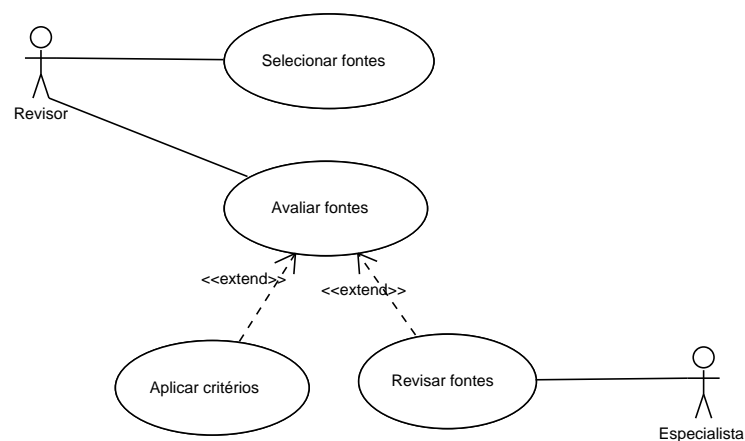 Selecionar fontes
Revisor
Avaliar fontes
<<extend>>
<<extend>>
Aplicar critérios
Revisar fontes
Especialista